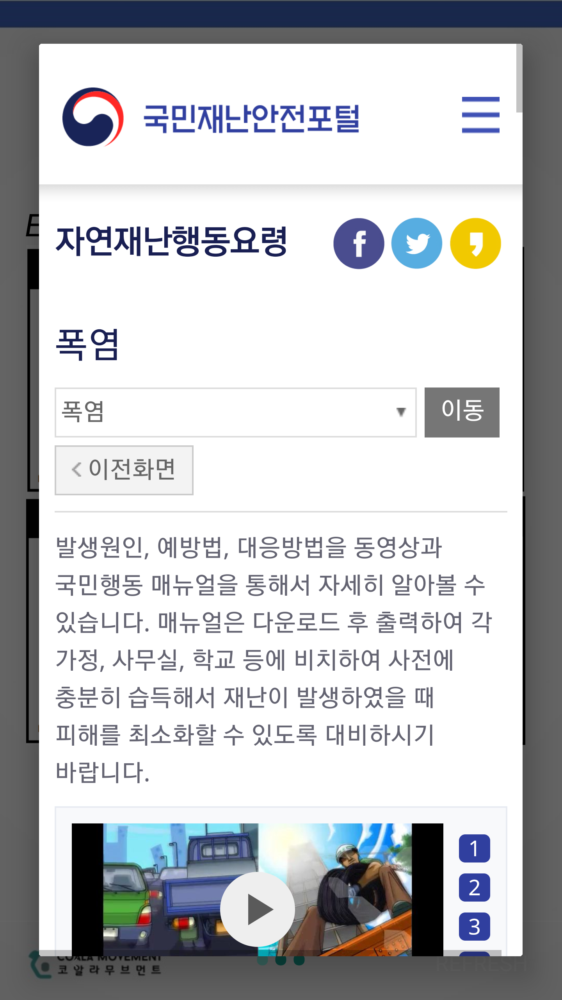 국민재난안전포털
자연재난행동요령
폭염
폭염
이동
이전화면
발생원인, 예방법, 대응방법을 동영상과
국민행동 매뉴얼을 통해서 자세히 알아볼 수
있습니다. 매뉴얼은 다운로드 후 출력하여 각
가정, 사무실, 학교 등에 비치하여 사전에
충분히 습득해서 재난이 발생하였을 때
피해를 최소화할 수 있도록 대비하시기
바랍니다.
1
2
3
COALA MOVEMENT
코알라무브먼트
REFRESH